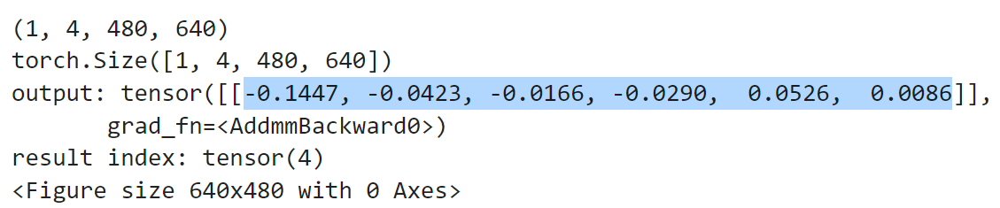 (1, 4, 480, 640)
torch.Size([1, 4, 480, 640])
output: tensor([[-0.1447, -0.0423, -0.0166, -0.0290,  0.0526,  0.0086]],
       grad_fn=<AddmmBackward0>)
result index: tensor(4)
<Figure size 640x480 with 0 Axes>